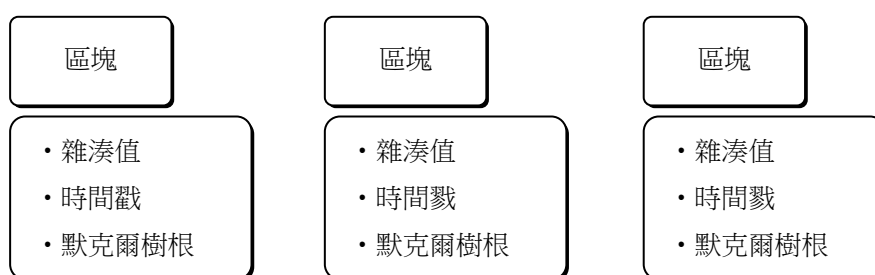 區塊
・雜湊值
・時間戳
・默克爾樹根
區塊
・雜湊值
・時間戮
・默克爾樹根
區塊
・雜湊值
・時間戮
・默克爾樹根